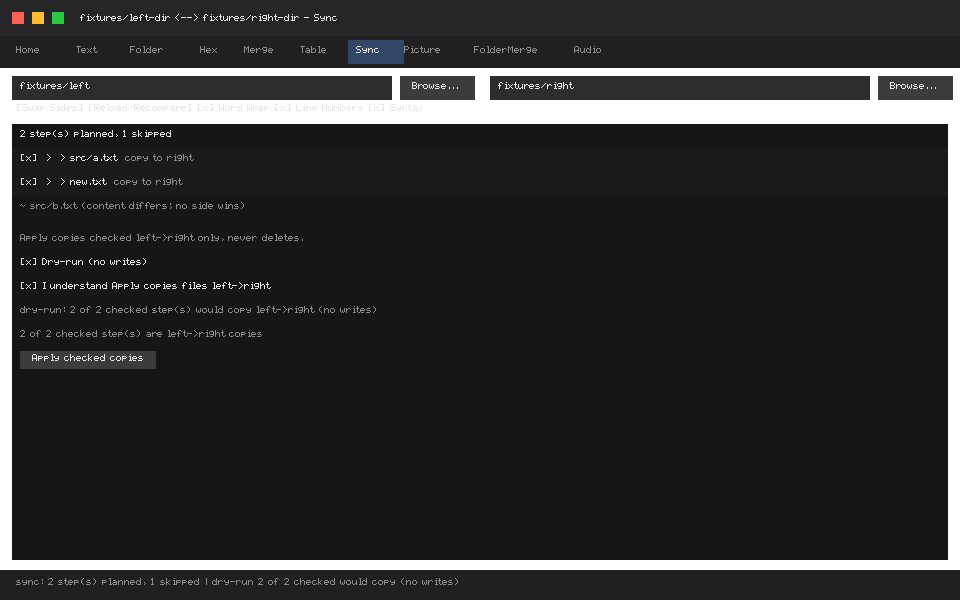 fixtures/left-dir <--> fixtures/right-dir - Sync
Home Text Folder Hex Merge Table Sync Picture FolderMerge Audio
fixtures/left Browse... fixtures/right Browse...
[Swap Sides] [Reload/Recompare] [x] Word Wrap [x] Line Numbers [x] Syntax
2 step(s) planned, 1 skipped
[x] > > src/a.txt copy to right
[x] > > new.txt copy to right
~ src/b.txt (content differs; no side wins)
Apply copies checked left->right only, never deletes.
[x] Dry-run (no writes)
[x] I understand Apply copies files left->right
dry-run: 2 of 2 checked step(s) would copy left->right (no writes)
2 of 2 checked step(s) are left->right copies
Apply checked copies
sync: 2 step(s) planned, 1 skipped | dry-run 2 of 2 checked would copy (no writes)